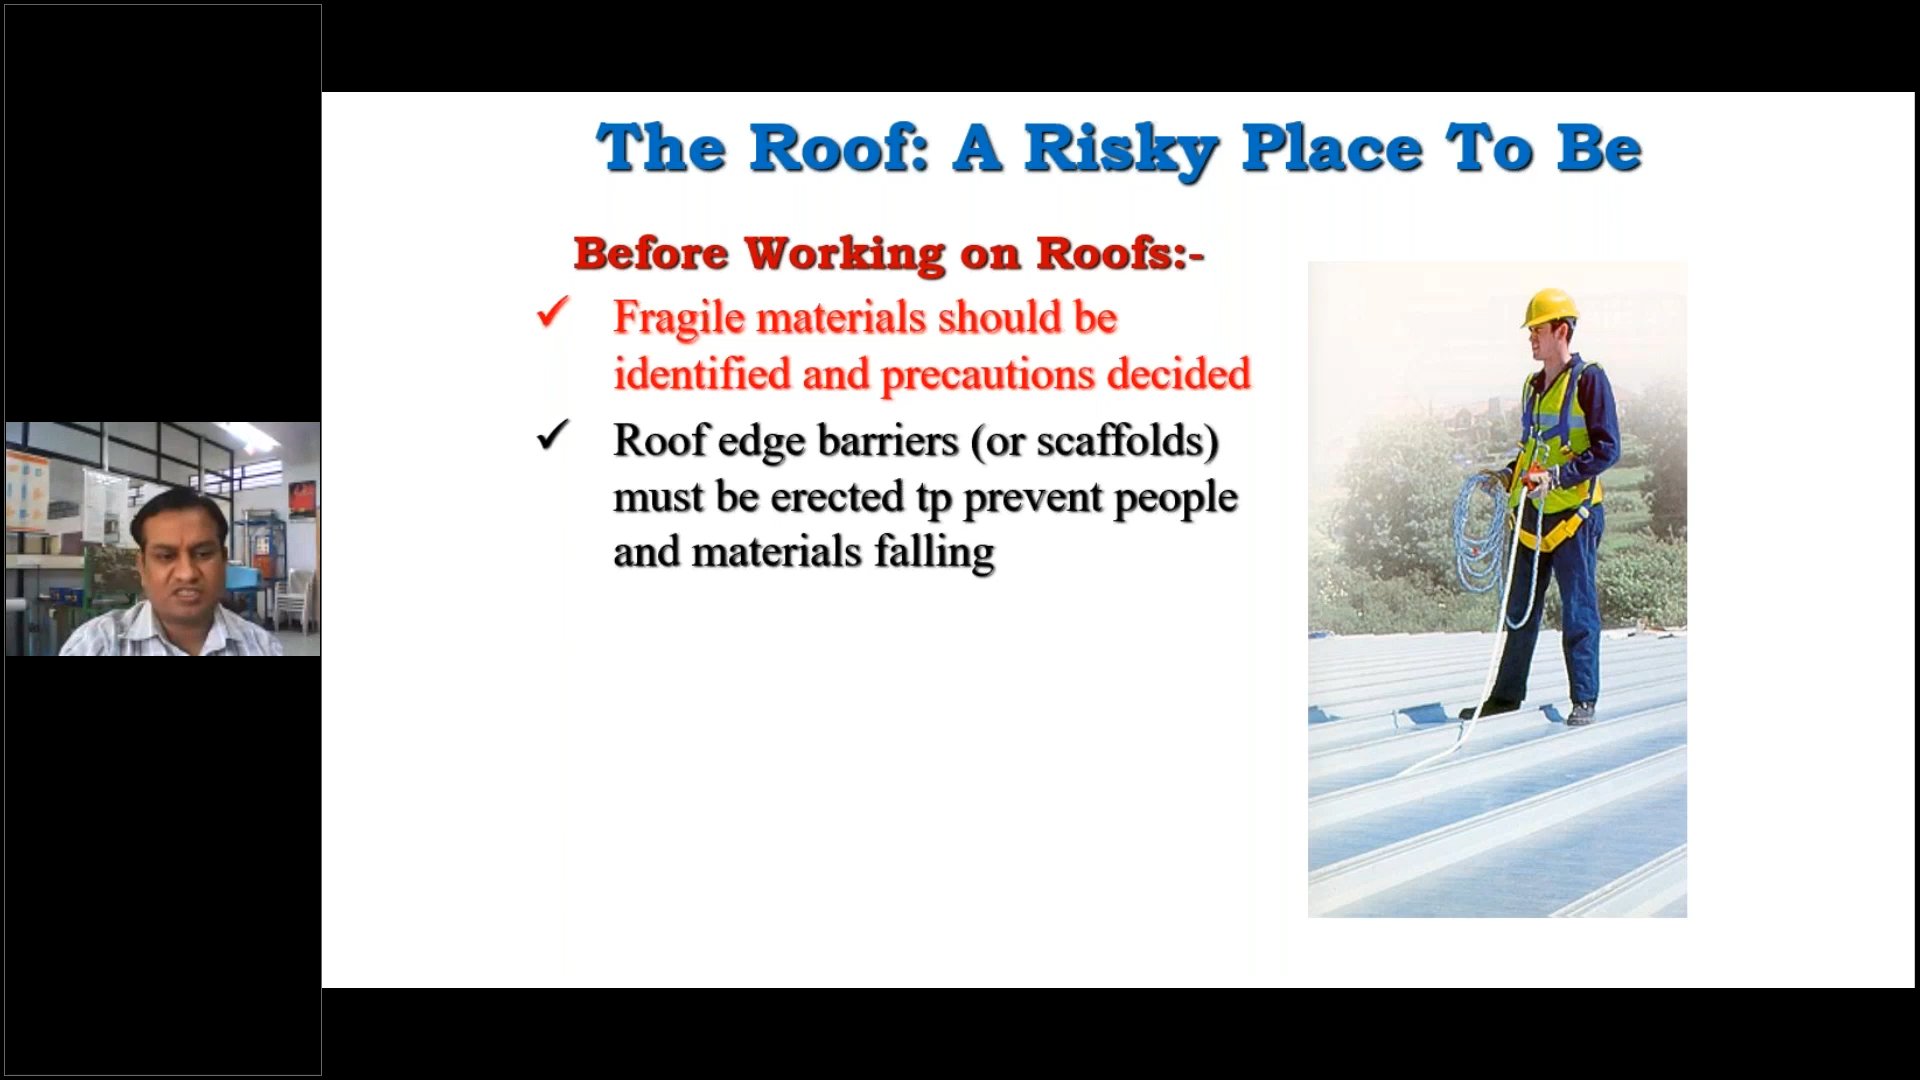 The Roof: A Risky Place To Be
Before Working on Roofs:-
✓ Fragile materials should be
identified and precautions decided
✓ Roof edge barriers (or scaffolds)
must be erected tp prevent people
and materials falling